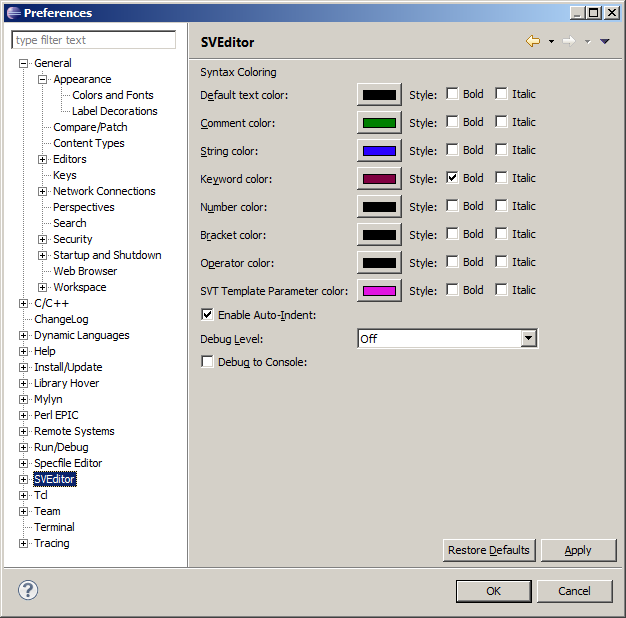 Preferences
type filter text
General
Appearance
Colors and Fonts
Label Decorations
Compare/Patch
Content Types
Editors
Keys
Network Connections
Perspectives
Search
Security
Startup and Shutdown
Web Browser
Workspace
C/C++
ChangeLog
Dynamic Languages
Help
Install/Update
Library Hover
Mylyn
Perl EPIC
Remote Systems
Run/Debug
Specfile Editor
SVEditor
Tcl
Team
Terminal
Tracing
SVEditor
Syntax Coloring
Default text color: Style: Bold Italic
Comment color: Style: Bold Italic
String color: Style: Bold Italic
Keyword color: Style: Bold Italic
Number color: Style: Bold Italic
Bracket color: Style: Bold Italic
Operator color: Style: Bold Italic
SVT Template Parameter color: Style: Bold Italic
Enable Auto-Indent:
Debug Level: Off
Debug to Console:
Restore Defaults Apply
? OK Cancel